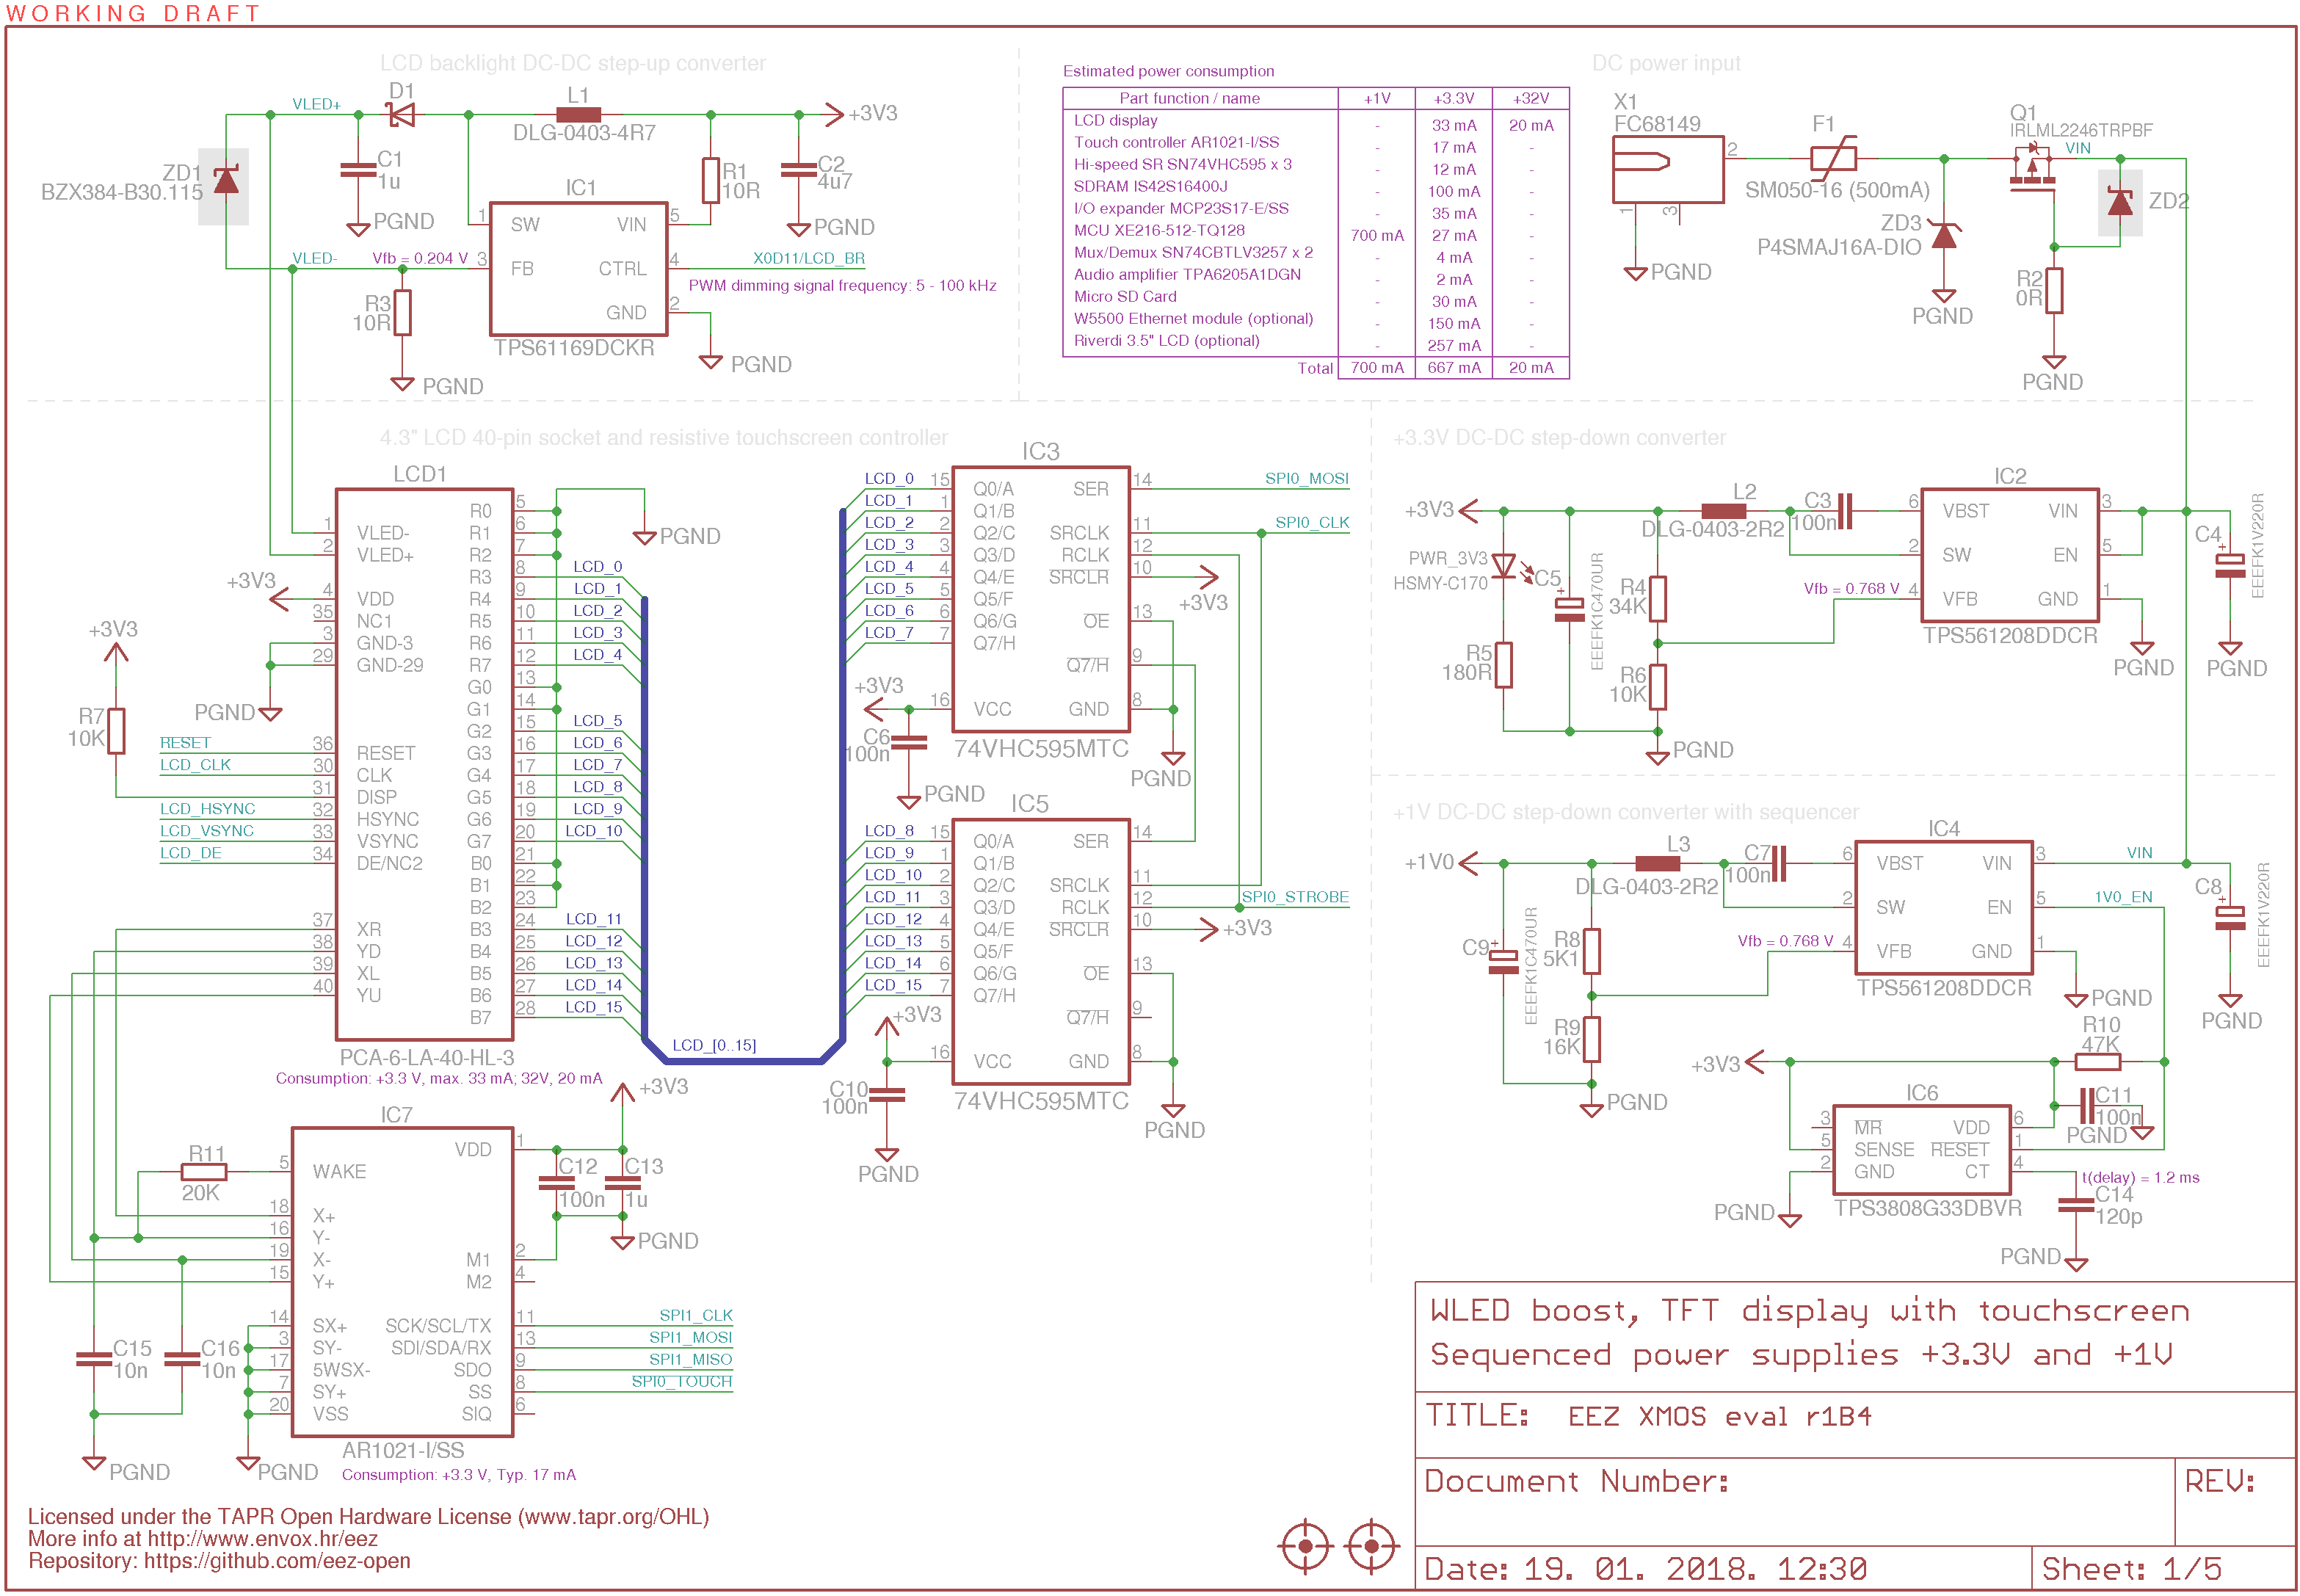 WORKING DRAFT
LCD backlight DC-DC step-up converter
VLED+
D1
L1
DLG-0403-4R7
+3V3
ZD1
BZX384-B30.115
C1
1u
PGND
IC1
R1
10R
C2
4u7
PGND
1
SW
VIN
5
VLED-
Vfb = 0.204 V
3
FB
CTRL
4
X0D11/LCD_BR
PWM dimming signal frequency: 5 - 100 kHz
R3
10R
GND
2
TPS61169DCKR
PGND
PGND
Estimated power consumption
Part function / name +1V +3.3V +32V
LCD display - 33 mA 20 mA
Touch controller AR1021-I/SS - 17 mA -
Hi-speed SR SN74VHC595 x 3 - 12 mA -
SDRAM IS42S16400J - 100 mA -
I/O expander MCP23S17-E/SS - 35 mA -
MCU XE216-512-TQ128 700 mA 27 mA -
Mux/Demux SN74CBTLV3257 x 2 - 4 mA -
Audio amplifier TPA6205A1DGN - 2 mA -
Micro SD Card - 30 mA -
W5500 Ethernet module (optional) - 150 mA -
Riverdi 3.5" LCD (optional) - 257 mA -
Total 700 mA 667 mA 20 mA
DC power input
X1
FC68149
2
1
3
PGND
F1
SM050-16 (500mA)
Q1
IRLML2246TRPBF
VIN
ZD2
ZD3
P4SMAJ16A-DIO
PGND
R2
0R
PGND
4.3" LCD 40-pin socket and resistive touchscreen controller
LCD1
1 VLED-
2 VLED+
+3V3
4 VDD
35 NC1
3 GND-3
29 GND-29
PGND
+3V3
R7
10K
RESET 36 RESET
LCD_CLK 30 CLK
31 DISP
LCD_HSYNC 32 HSYNC
LCD_VSYNC 33 VSYNC
LCD_DE 34 DE/NC2
37 XR
38 YD
39 XL
40 YU
R0 5
R1 6
R2 7
R3 8 LCD_0
R4 9 LCD_1
R5 10 LCD_2
R6 11 LCD_3
R7 12 LCD_4
G0 13
G1 14
G2 15 LCD_5
G3 16 LCD_6
G4 17 LCD_7
G5 18 LCD_8
G6 19 LCD_9
G7 20 LCD_10
B0 21
B1 22
B2 23
B3 24 LCD_11
B4 25 LCD_12
B5 26 LCD_13
B6 27 LCD_14
B7 28 LCD_15
PGND
LCD_[0..15]
PCA-6-LA-40-HL-3
Consumption: +3.3 V, max. 33 mA; 32V, 20 mA
IC3
LCD_0 15 Q0/A SER 14 SPI0_MOSI
LCD_1 1 Q1/B
LCD_2 2 Q2/C SRCLK 11 SPI0_CLK
LCD_3 3 Q3/D RCLK 12
LCD_4 4 Q4/E SRCLR 10
+3V3
LCD_5 5 Q5/F
LCD_6 6 Q6/G OE 13
LCD_7 7 Q7/H
Q7/H 9
+3V3
16 VCC GND 8
C6
100n
74VHC595MTC
PGND
PGND
IC5
LCD_8 15 Q0/A SER 14
LCD_9 1 Q1/B
LCD_10 2 Q2/C SRCLK 11
LCD_11 3 Q3/D RCLK 12 SPI0_STROBE
LCD_12 4 Q4/E SRCLR 10 +3V3
LCD_13 5 Q5/F
LCD_14 6 Q6/G OE 13
LCD_15 7 Q7/H
Q7/H 9
+3V3
16 VCC GND 8
C10
100n
74VHC595MTC
PGND
PGND
+3.3V DC-DC step-down converter
+3V3
L2
DLG-0403-2R2
C3
100n
IC2
6 VBST VIN 3
2 SW EN 5
4 VFB GND 1
Vfb = 0.768 V
TPS561208DDCR
PWR_3V3
HSMY-C170
C5
+
EEEFK1C470UR
R4
34K
R5
180R
R6
10K
PGND
PGND
C4
+
EEEFK1V220R
PGND
+1V DC-DC step-down converter with sequencer
+1V0
L3
DLG-0403-2R2
C7
100n
IC4
6 VBST VIN 3 VIN
2 SW EN 5 1V0_EN
4 VFB GND 1
Vfb = 0.768 V
TPS561208DDCR
PGND
C8
+
EEEFK1V220R
PGND
C9
+
EEEFK1C470UR
R8
5K1
R9
16K
PGND
+3V3
R10
47K
IC6
3 MR VDD 6
5 SENSE RESET 1
2 GND CT 4
C11
100n
PGND
t(delay) = 1.2 ms
C14
120p
TPS3808G33DBVR
PGND
PGND
IC7
+3V3
R11
20K
5 WAKE
VDD 1
C12
100n
C13
1u
PGND
18 X+
16 Y-
19 X-
15 Y+
M1 2
M2 4
14 SX+
3 SY-
17 5WSX-
7 SY+
20 VSS
SCK/SCL/TX 11 SPI1_CLK
SDI/SDA/RX 13 SPI1_MOSI
SDO 9 SPI1_MISO
SS 8 SPI0_TOUCH
SIQ 6
C15
10n
C16
10n
PGND
PGND
AR1021-I/SS
Consumption: +3.3 V, Typ. 17 mA
Licensed under the TAPR Open Hardware License (www.tapr.org/OHL)
More info at http://www.envox.hr/eez
Repository: https://github.com/eez-open
WLED boost, TFT display with touchscreen
Sequenced power supplies +3.3V and +1V
TITLE: EEZ XMOS eval r1B4
Document Number:
REV:
Date: 19. 01. 2018. 12:30
Sheet: 1/5